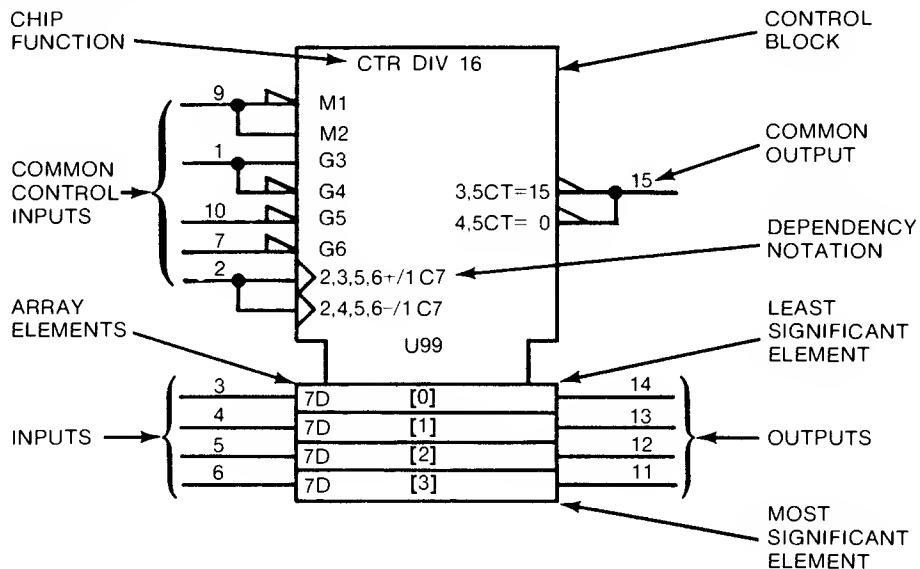 CHIP
FUNCTION
CTR DIV 16
CONTROL
BLOCK
9
M1
M2
1
G3
G4
10
G5
7
G6
2
2,3,5,6+/1 C7
2,4,5,6−/1 C7
COMMON
CONTROL
INPUTS
3,5CT=15
4,5CT= 0
15
COMMON
OUTPUT
DEPENDENCY
NOTATION
ARRAY
ELEMENTS
U99
LEAST
SIGNIFICANT
ELEMENT
INPUTS
3
7D
[0]
14
4
7D
[1]
13
5
7D
[2]
12
6
7D
[3]
11
OUTPUTS
MOST
SIGNIFICANT
ELEMENT